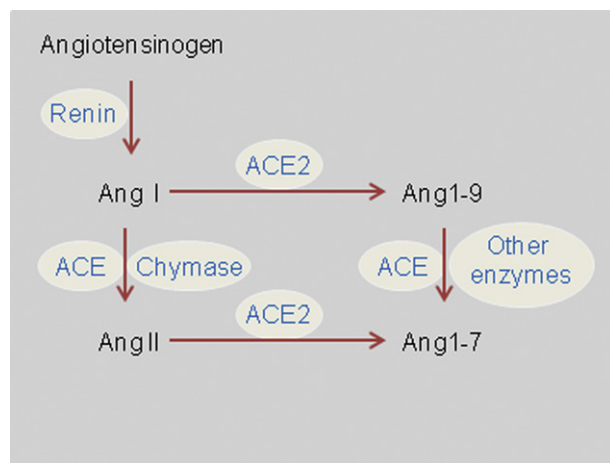 Angiotensinogen
Renin
ACE2
Ang I
Ang1-9
ACE
Chymase
ACE
Other
enzymes
ACE2
AngII
Ang1-7